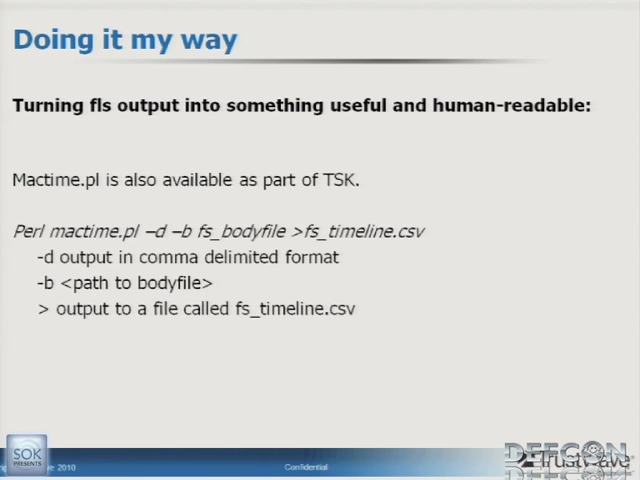 Doing it my way
Turning fls output into something useful and human-readable:
Mactime.pl is also available as part of TSK.
Perl mactime.pl –d –b fs_bodyfile >fs_timeline.csv
-d output in comma delimited format
-b <path to bodyfile>
> output to a file called fs_timeline.csv
SOK
PRESENTS
2010
Confidential
DEFCON
Trustwave